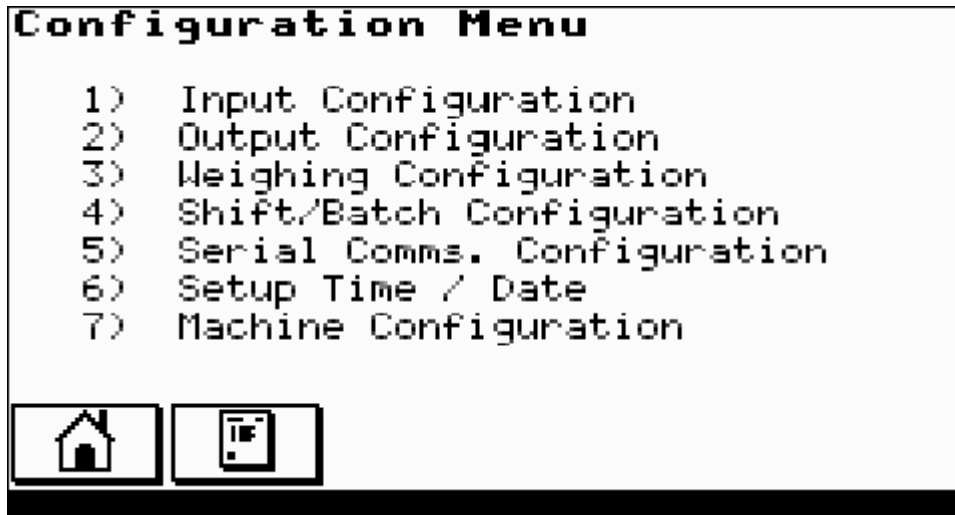 Configuration Menu
1) Input Configuration
2) Output Configuration
3) Weighing Configuration
4) Shift/Batch Configuration
5) Serial Comms. Configuration
6) Setup Time / Date
7) Machine Configuration